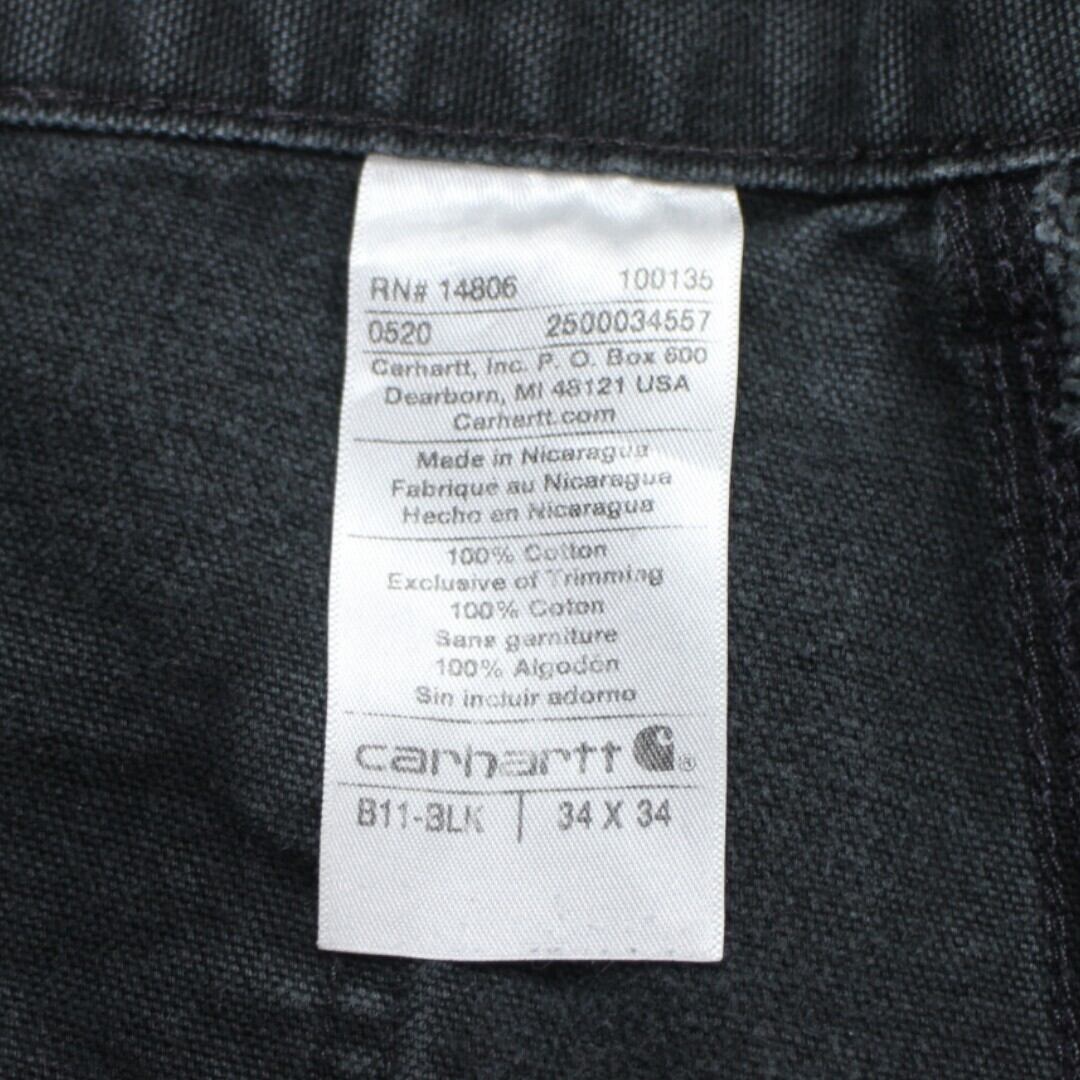 RN# 14806 100135
0520 2500034557
Carhartt, Inc. P. O. Box 600
Dearborn, MI 48121 USA
Carhartt.com
Made in Nicaragua
Fabrique au Nicaragua
Hecho en Nicaragua
100% Cotton
Exclusive of Trimming
100% Coton
Sans garniture
100% Algodón
Sin incluir adorno
carhartt ®
B11-BLK | 34 X 34